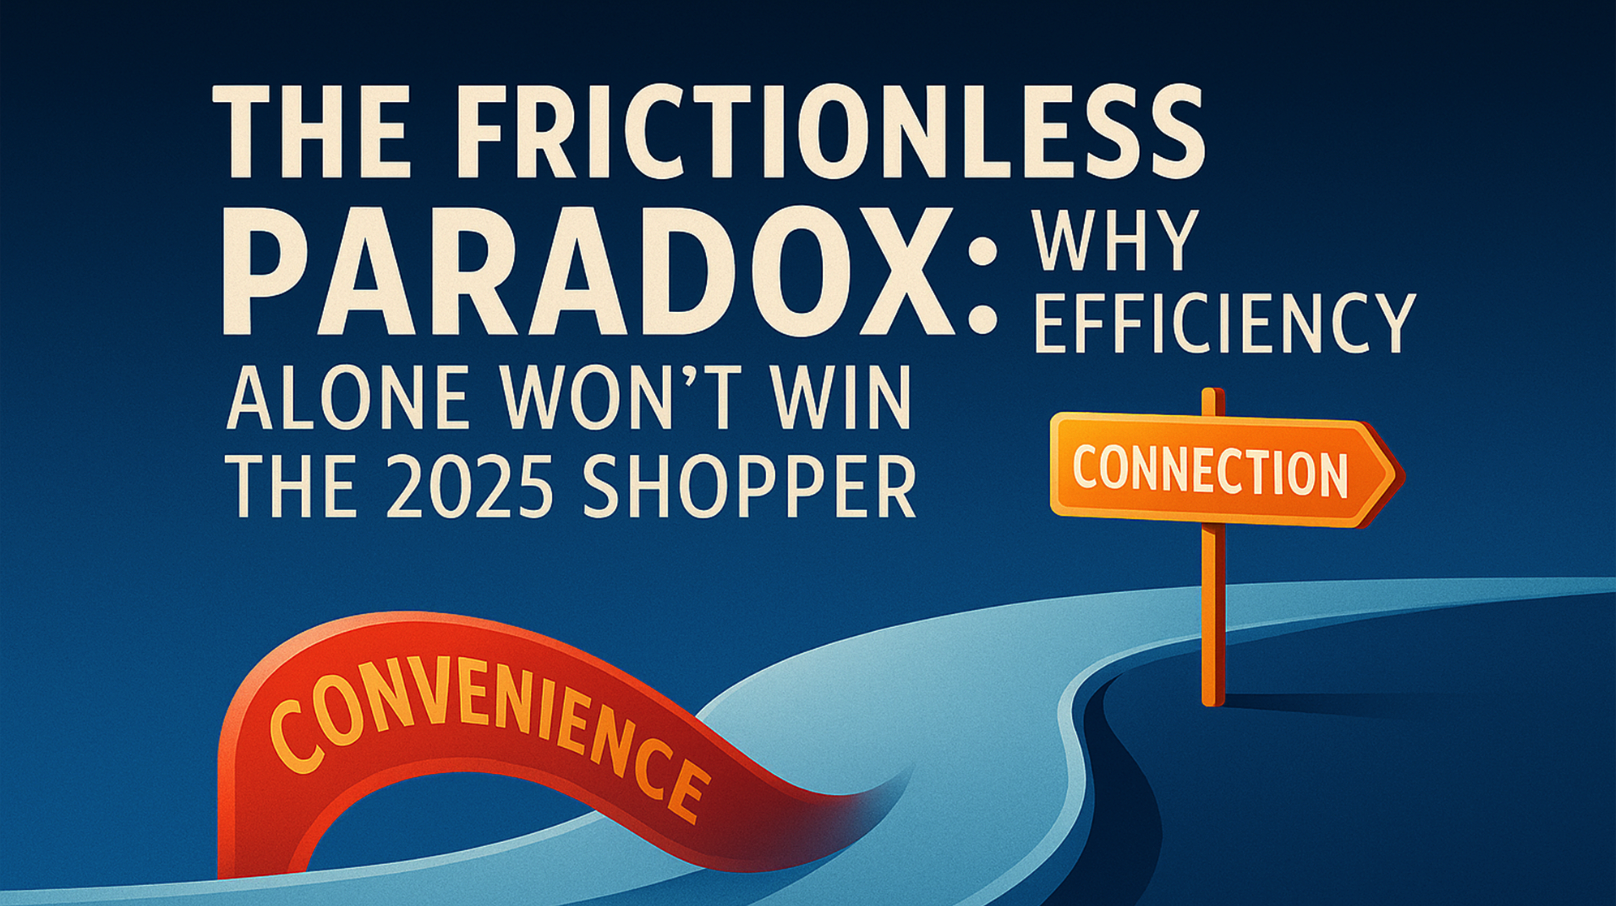 THE FRICTIONLESS
PARADOX: WHY
EFFICIENCY
ALONE WON'T WIN
THE 2025 SHOPPER
CONNECTION
CONVENIENCE